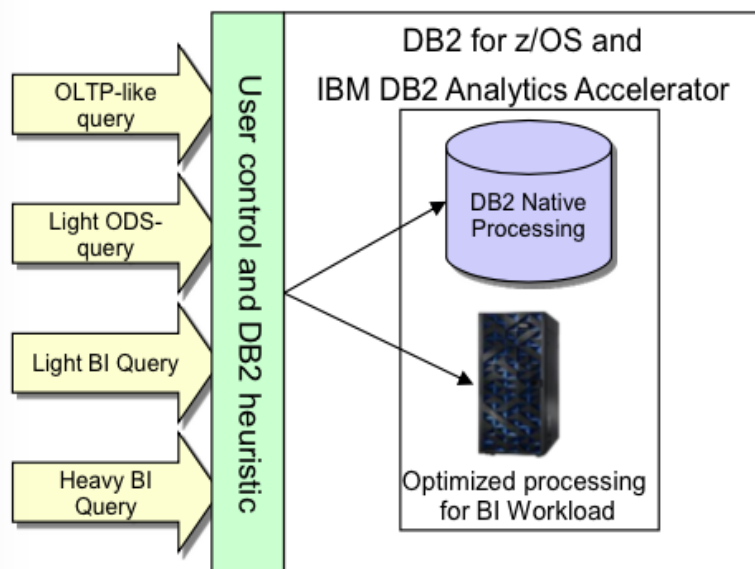 DB2 for z/OS and
IBM DB2 Analytics Accelerator
OLTP-like
query
Light ODS-
query
Light BI Query
Heavy BI
Query
User control and DB2 heuristic
DB2 Native
Processing
Optimized processing
for BI Workload